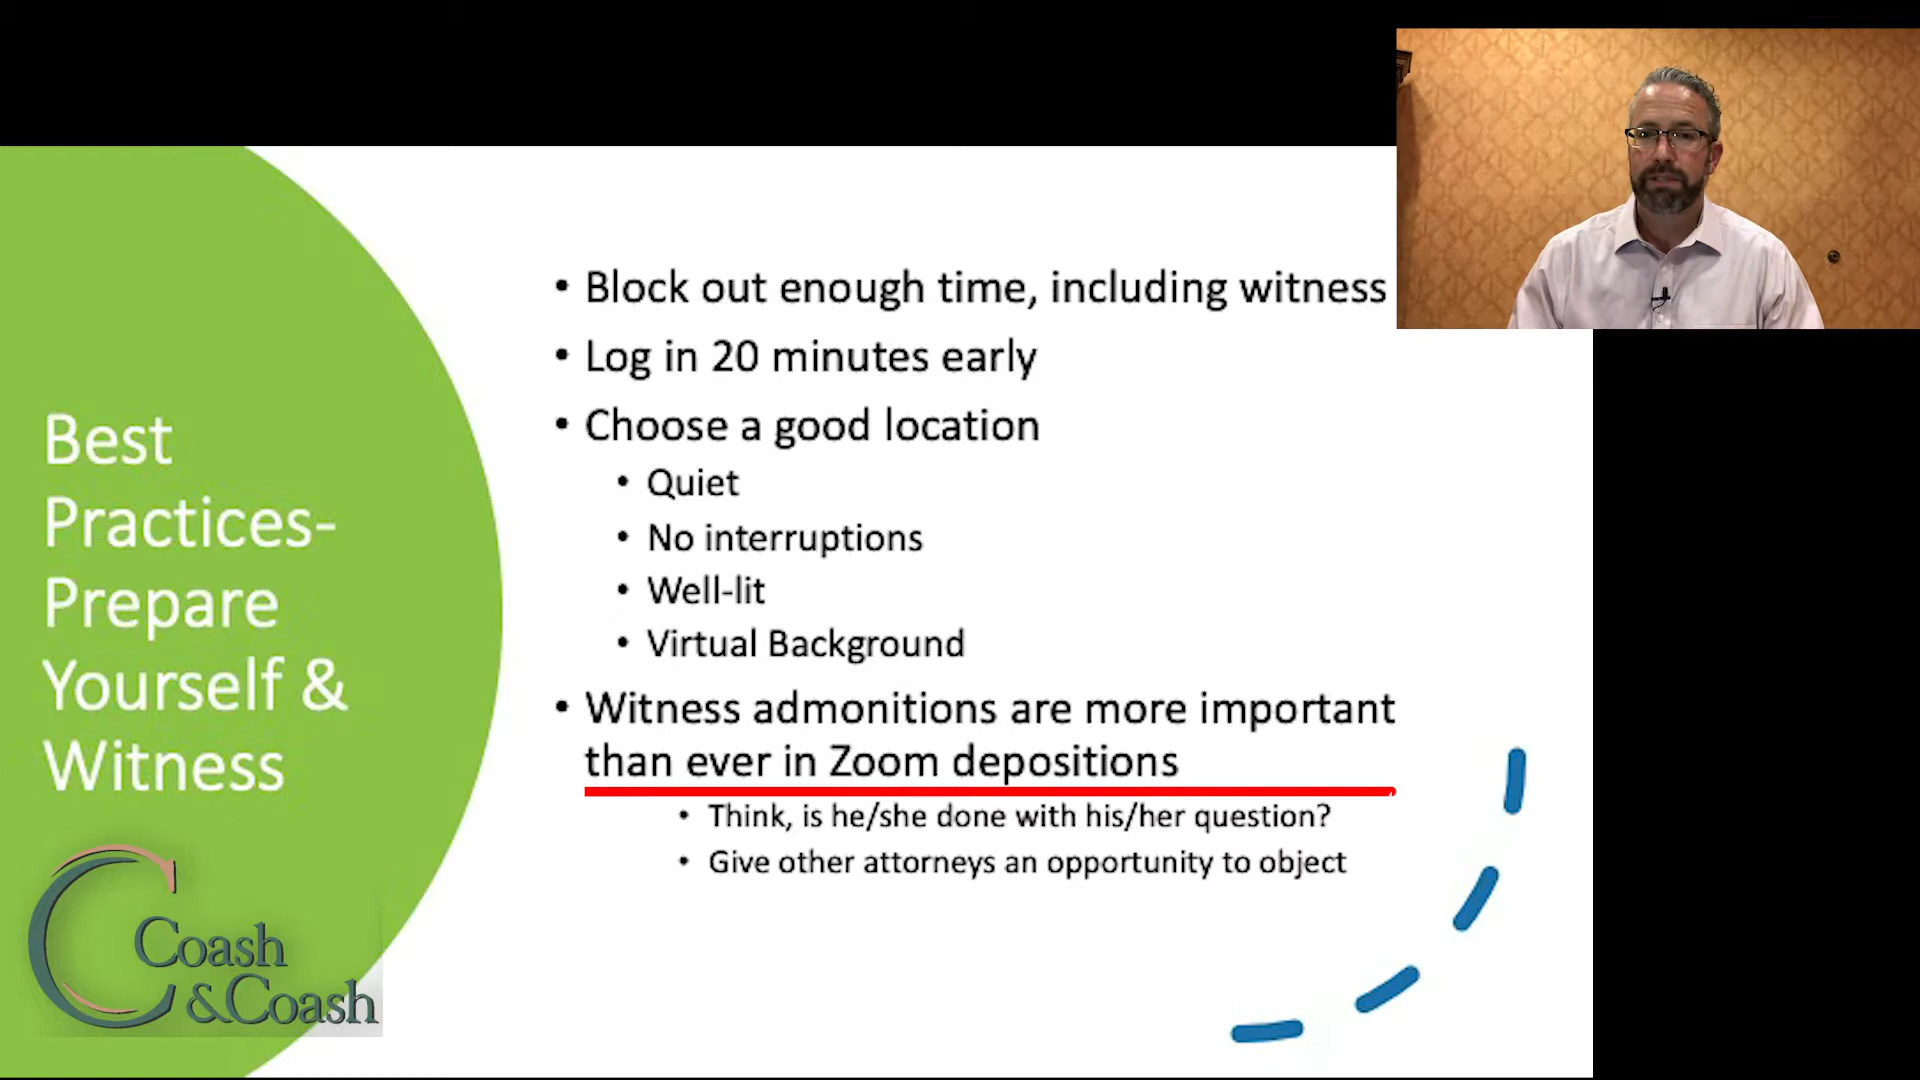 Best
Practices-
Prepare
Yourself &
Witness
• Block out enough time, including witness
• Log in 20 minutes early
• Choose a good location
• Quiet
• No interruptions
• Well-lit
• Virtual Background
• Witness admonitions are more important
than ever in Zoom depositions
• Think, is he/she done with his/her question?
• Give other attorneys an opportunity to object
Coash
&Coash